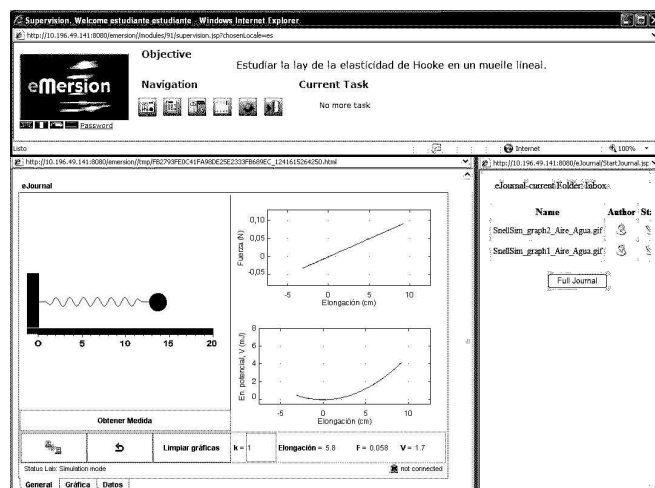 Supervision. Welcome estudiante estudiante - Windows Internet Explorer
http://10.196.49.141:8080/emersion/modules/91/supervision.jsp?chosenLocale=es
Objective
Estudiar la lay de la elasticidad de Hooke en un muelle líneal.
eMersion
Navigation
Current Task
No more task
Password
Listo
Internet
100%
http://10.196.49.141:8080/emersion/tmp/FB2793FE0C41FA98DE25E2333FB689EC_1241615264250.html
eJournal
0,10
0,05
0
-0,05
Fuerza (N)
-5 0 5 10
Elongación (cm)
0 5 10 15 20
8
6
4
2
0
En. potencial, V (mJ)
-5 0 5 10
Elongación (cm)
Obtener Medida
Limpiar gráficas
k = 1
Elongación = 5.8
F = 0.058
V = 1.7
Status Lab: Simulation mode
not connected
General Gráfica Datos
http://10.196.49.141:8080/eJournal/StartJournal.jsp
eJournal-current Folder: Inbox
Name Author St
SnellSim_graph2_Aire_Agua.gif
SnellSim_graph1_Aire_Agua.gif
Full Journal